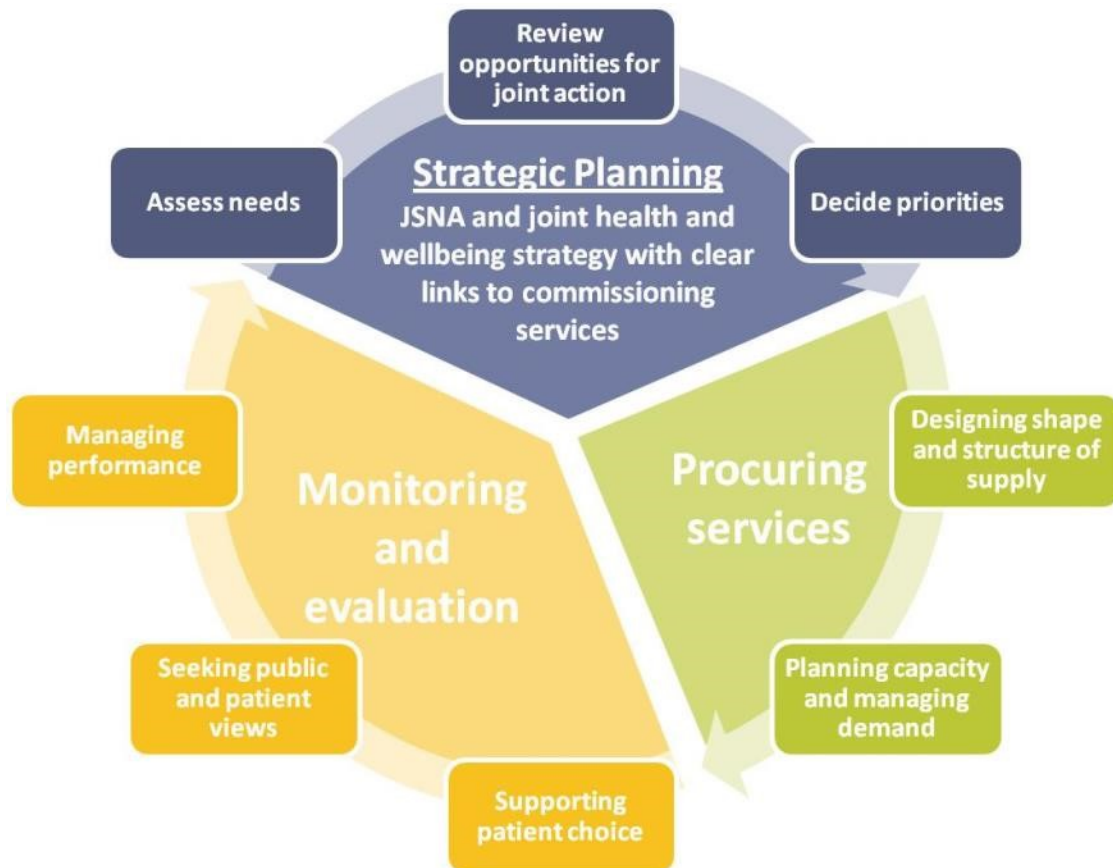 Review
opportunities for
joint action
Assess needs
Strategic Planning
JSNA and joint health and
wellbeing strategy with clear
links to commissioning
services
Decide priorities
Managing
performance
Monitoring
and
evaluation
Procuring
services
Designing shape
and structure of
supply
Seeking public
and patient
views
Planning capacity
and managing
demand
Supporting
patient choice